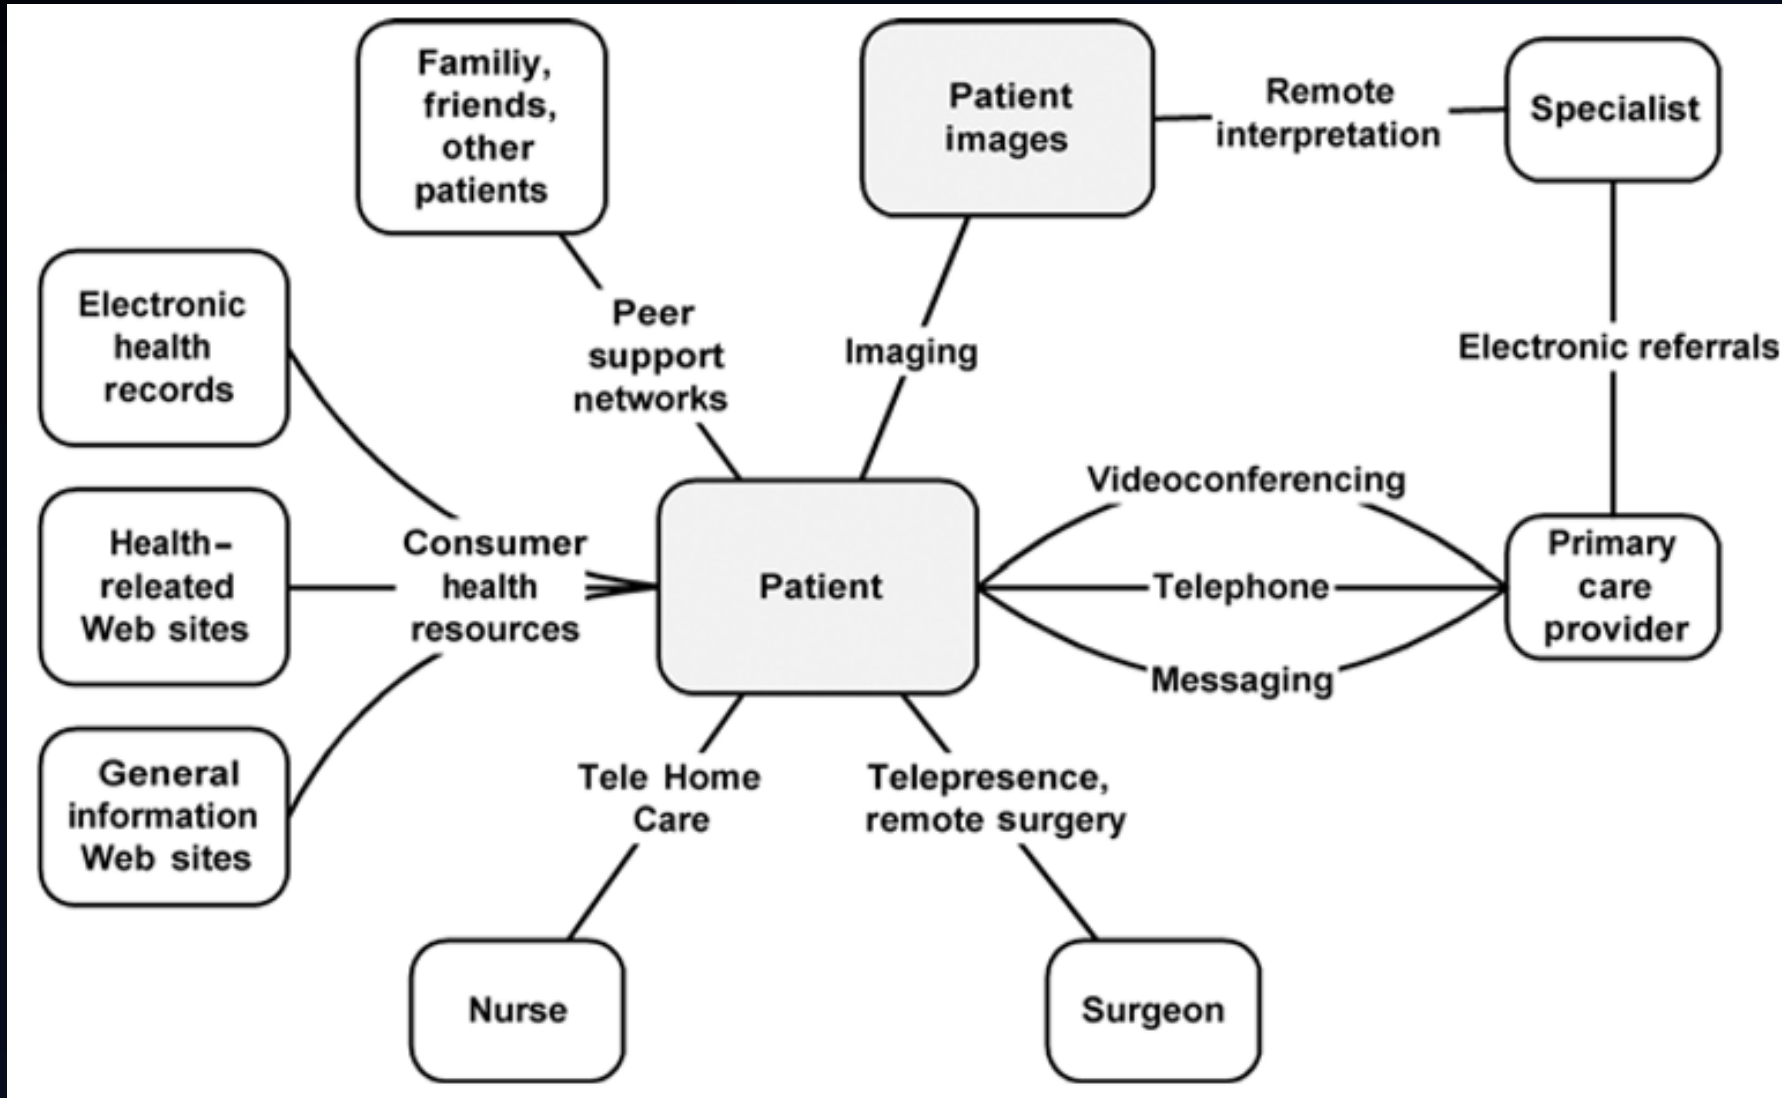 Familiy,
friends,
other
patients
Patient
images
Remote
interpretation
Specialist
Electronic
health
records
Peer
support
networks
Imaging
Electronic referrals
Health-
releated
Web sites
Consumer
health
resources
Patient
Videoconferencing
Telephone
Messaging
Primary
care
provider
General
information
Web sites
Tele Home
Care
Telepresence,
remote surgery
Nurse
Surgeon